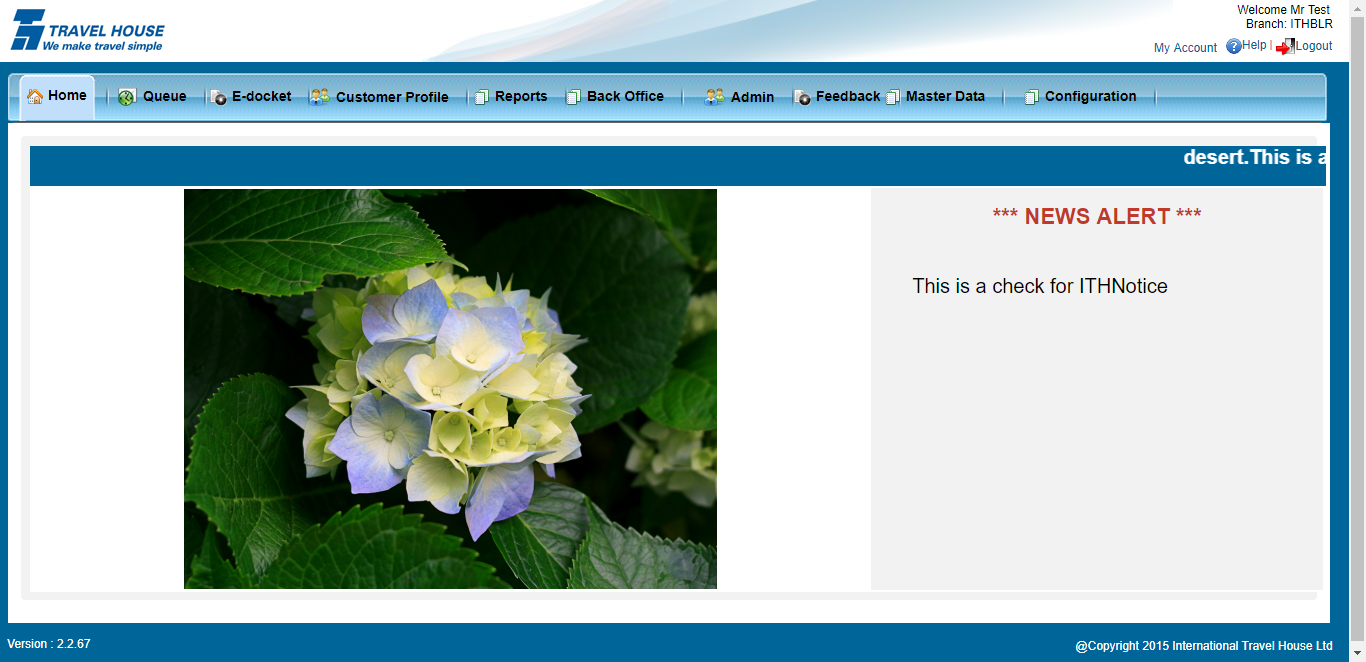 TRAVEL HOUSE
We make travel simple
Welcome Mr Test
Branch: ITHBLR
My Account Help | Logout
Home Queue E-docket Customer Profile Reports Back Office Admin Feedback Master Data Configuration
desert.This is a
*** NEWS ALERT ***
This is a check for ITHNotice
Version : 2.2.67
@Copyright 2015 International Travel House Ltd